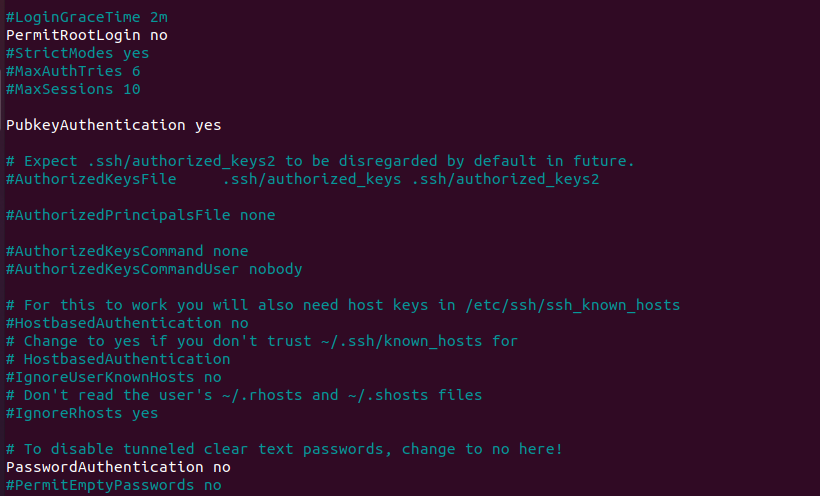 #LoginGraceTime 2m
PermitRootLogin no
#StrictModes yes
#MaxAuthTries 6
#MaxSessions 10
PubkeyAuthentication yes
# Expect .ssh/authorized_keys2 to be disregarded by default in future.
#AuthorizedKeysFile     .ssh/authorized_keys .ssh/authorized_keys2
#AuthorizedPrincipalsFile none
#AuthorizedKeysCommand none
#AuthorizedKeysCommandUser nobody
# For this to work you will also need host keys in /etc/ssh/ssh_known_hosts
#HostbasedAuthentication no
# Change to yes if you don't trust ~/.ssh/known_hosts for
# HostbasedAuthentication
#IgnoreUserKnownHosts no
# Don't read the user's ~/.rhosts and ~/.shosts files
#IgnoreRhosts yes
# To disable tunneled clear text passwords, change to no here!
PasswordAuthentication no
#PermitEmptyPasswords no